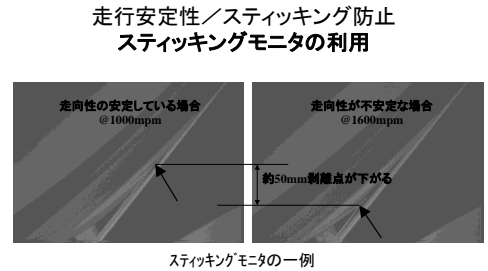 走行安定性／スティッキング防止
スティッキングモニタの利用
走向性の安定している場合
@1000mpm
走向性が不安定な場合
@1600mpm
約50mm剥離点が下がる
ｽﾃｨｯｷﾝｸﾞﾓﾆﾀの一例